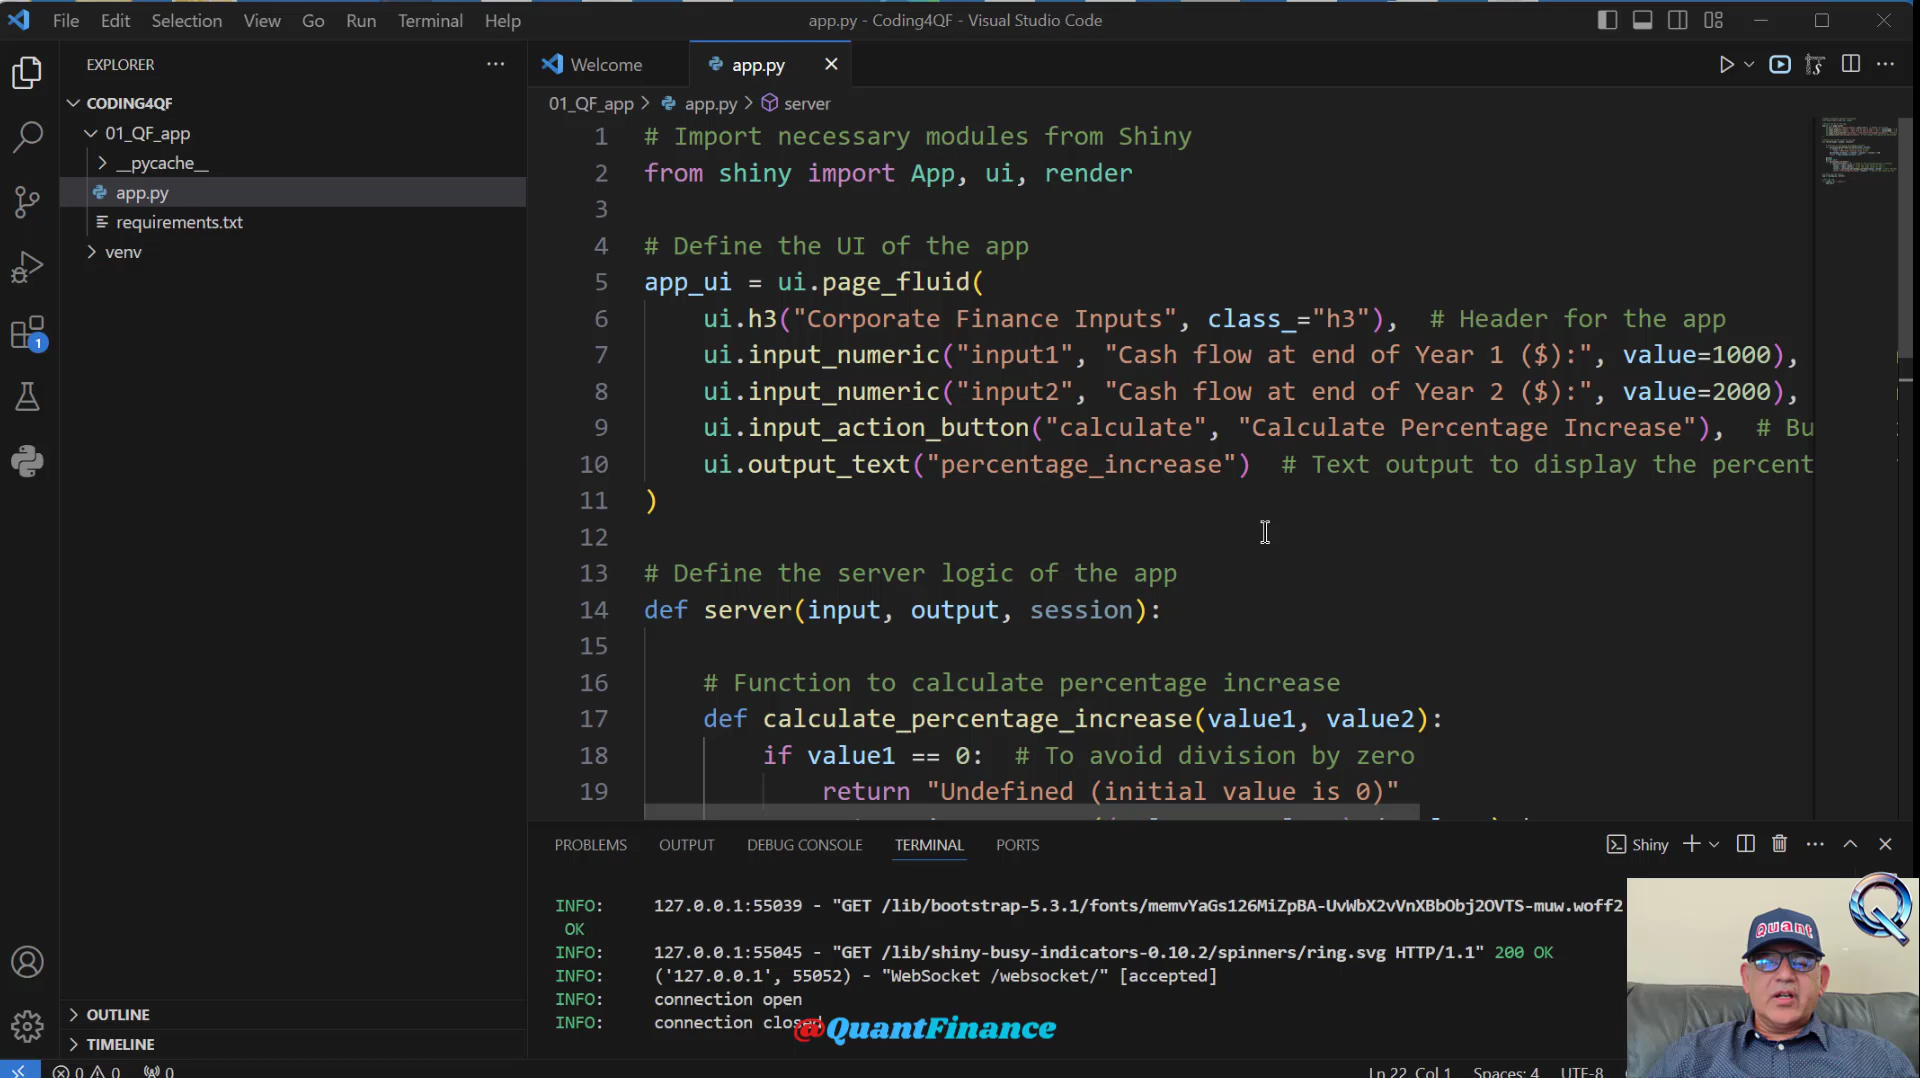 File Edit Selection View Go Run Terminal Help
app.py - Coding4QF - Visual Studio Code
EXPLORER
CODING4QF
01_QF_app
__pycache__
app.py
requirements.txt
venv
OUTLINE
TIMELINE
Welcome
app.py
01_QF_app > app.py > server
1 # Import necessary modules from Shiny
2 from shiny import App, ui, render
3
4 # Define the UI of the app
5 app_ui = ui.page_fluid(
6 ui.h3("Corporate Finance Inputs", class_="h3"), # Header for the app
7 ui.input_numeric("input1", "Cash flow at end of Year 1 ($):", value=1000),
8 ui.input_numeric("input2", "Cash flow at end of Year 2 ($):", value=2000),
9 ui.input_action_button("calculate", "Calculate Percentage Increase"), # Bu
10 ui.output_text("percentage_increase") # Text output to display the percent
11 )
12
13 # Define the server logic of the app
14 def server(input, output, session):
15
16 # Function to calculate percentage increase
17 def calculate_percentage_increase(value1, value2):
18 if value1 == 0: # To avoid division by zero
19 return "Undefined (initial value is 0)"
PROBLEMS OUTPUT DEBUG CONSOLE TERMINAL PORTS
Shiny
INFO: 127.0.0.1:55039 - "GET /lib/bootstrap-5.3.1/fonts/memvYaGs126MiZpBA-UvWbX2vVnXBbObj2OVTS-muw.woff2
OK
INFO: 127.0.0.1:55045 - "GET /lib/shiny-busy-indicators-0.10.2/spinners/ring.svg HTTP/1.1" 200 OK
INFO: ('127.0.0.1', 55052) - "WebSocket /websocket/" [accepted]
INFO: connection open
INFO: connection closed
@QuantFinance
Quant
Q
1
0 0 0
Ln 22, Col 1 Spaces: 4 UTF-8